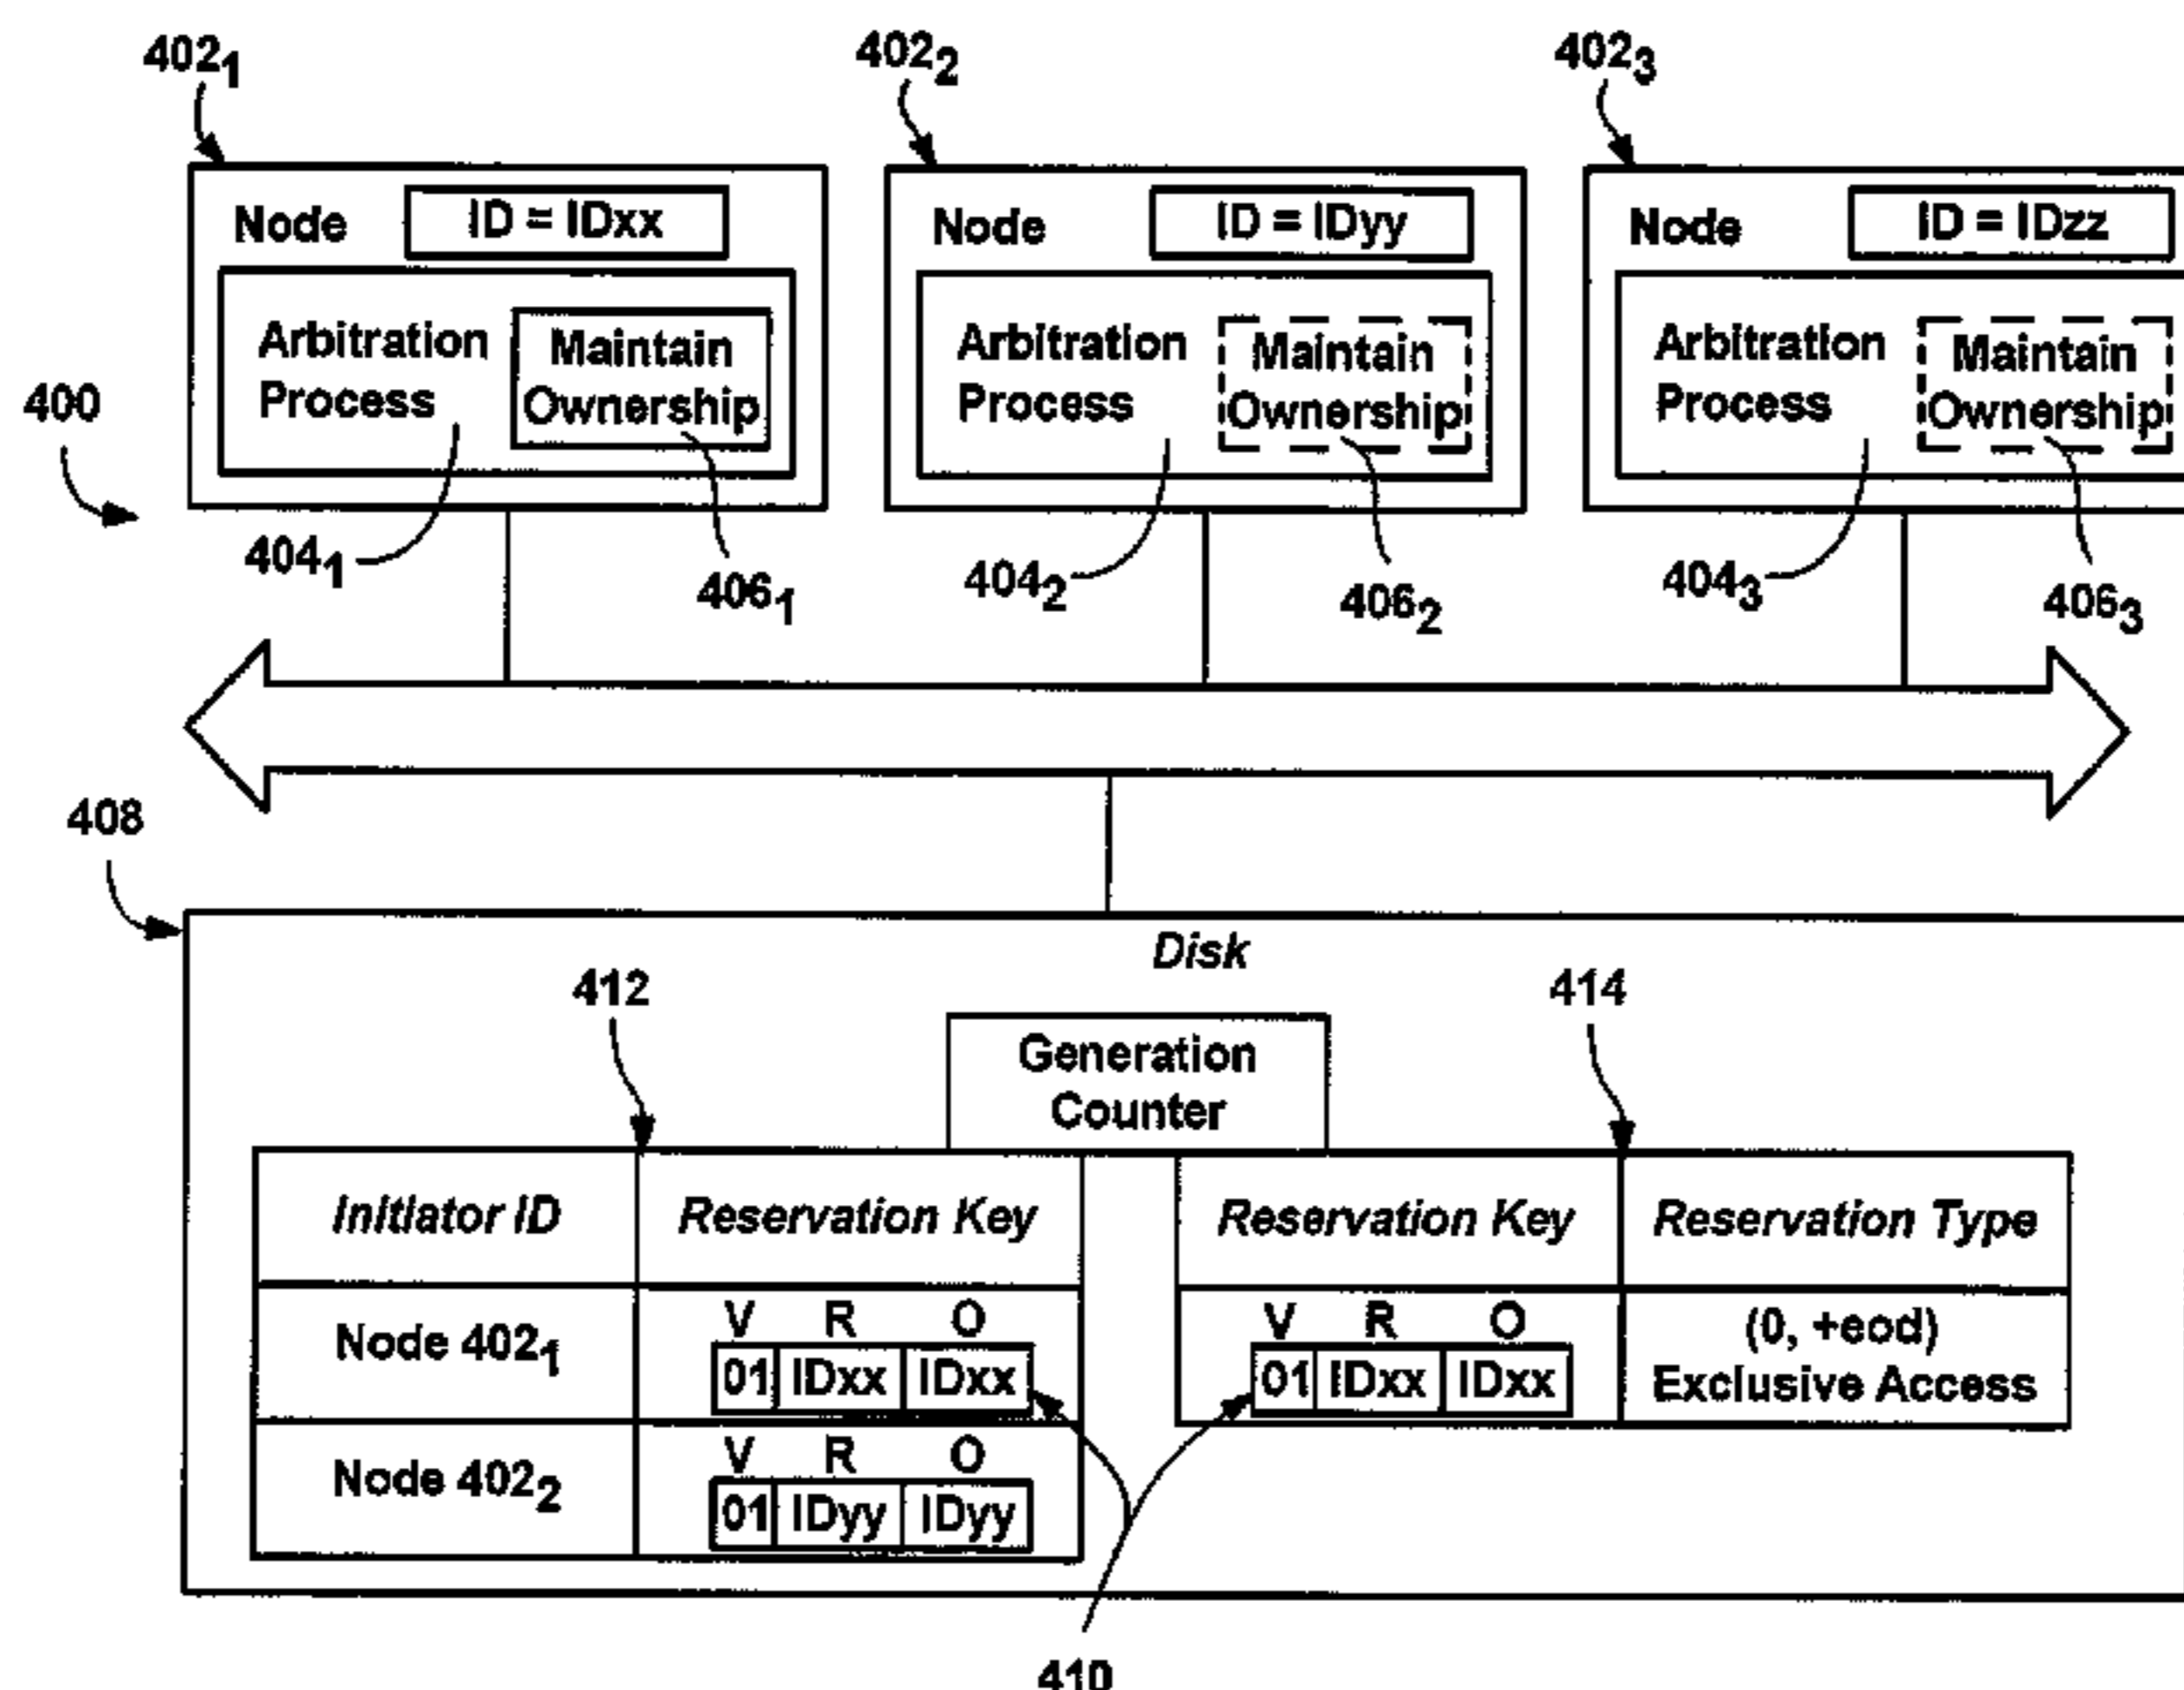 402₁ 402₂ 402₃
Node ID = IDxx
Arbitration Process
Maintain Ownership
Node ID = IDyy
Arbitration Process
Maintain Ownership
Node ID = IDzz
Arbitration Process
Maintain Ownership
400
404₁ 406₁ 404₂ 406₂ 404₃ 406₃
408
Disk
412 414
Generation
Counter
Initiator ID Reservation Key Reservation Key Reservation Type
V R O V R O (0, +eod)
Node 402₁ 01 IDxx IDxx 01 IDxx IDxx Exclusive Access
V R O
Node 402₂ 01 IDyy IDyy
410